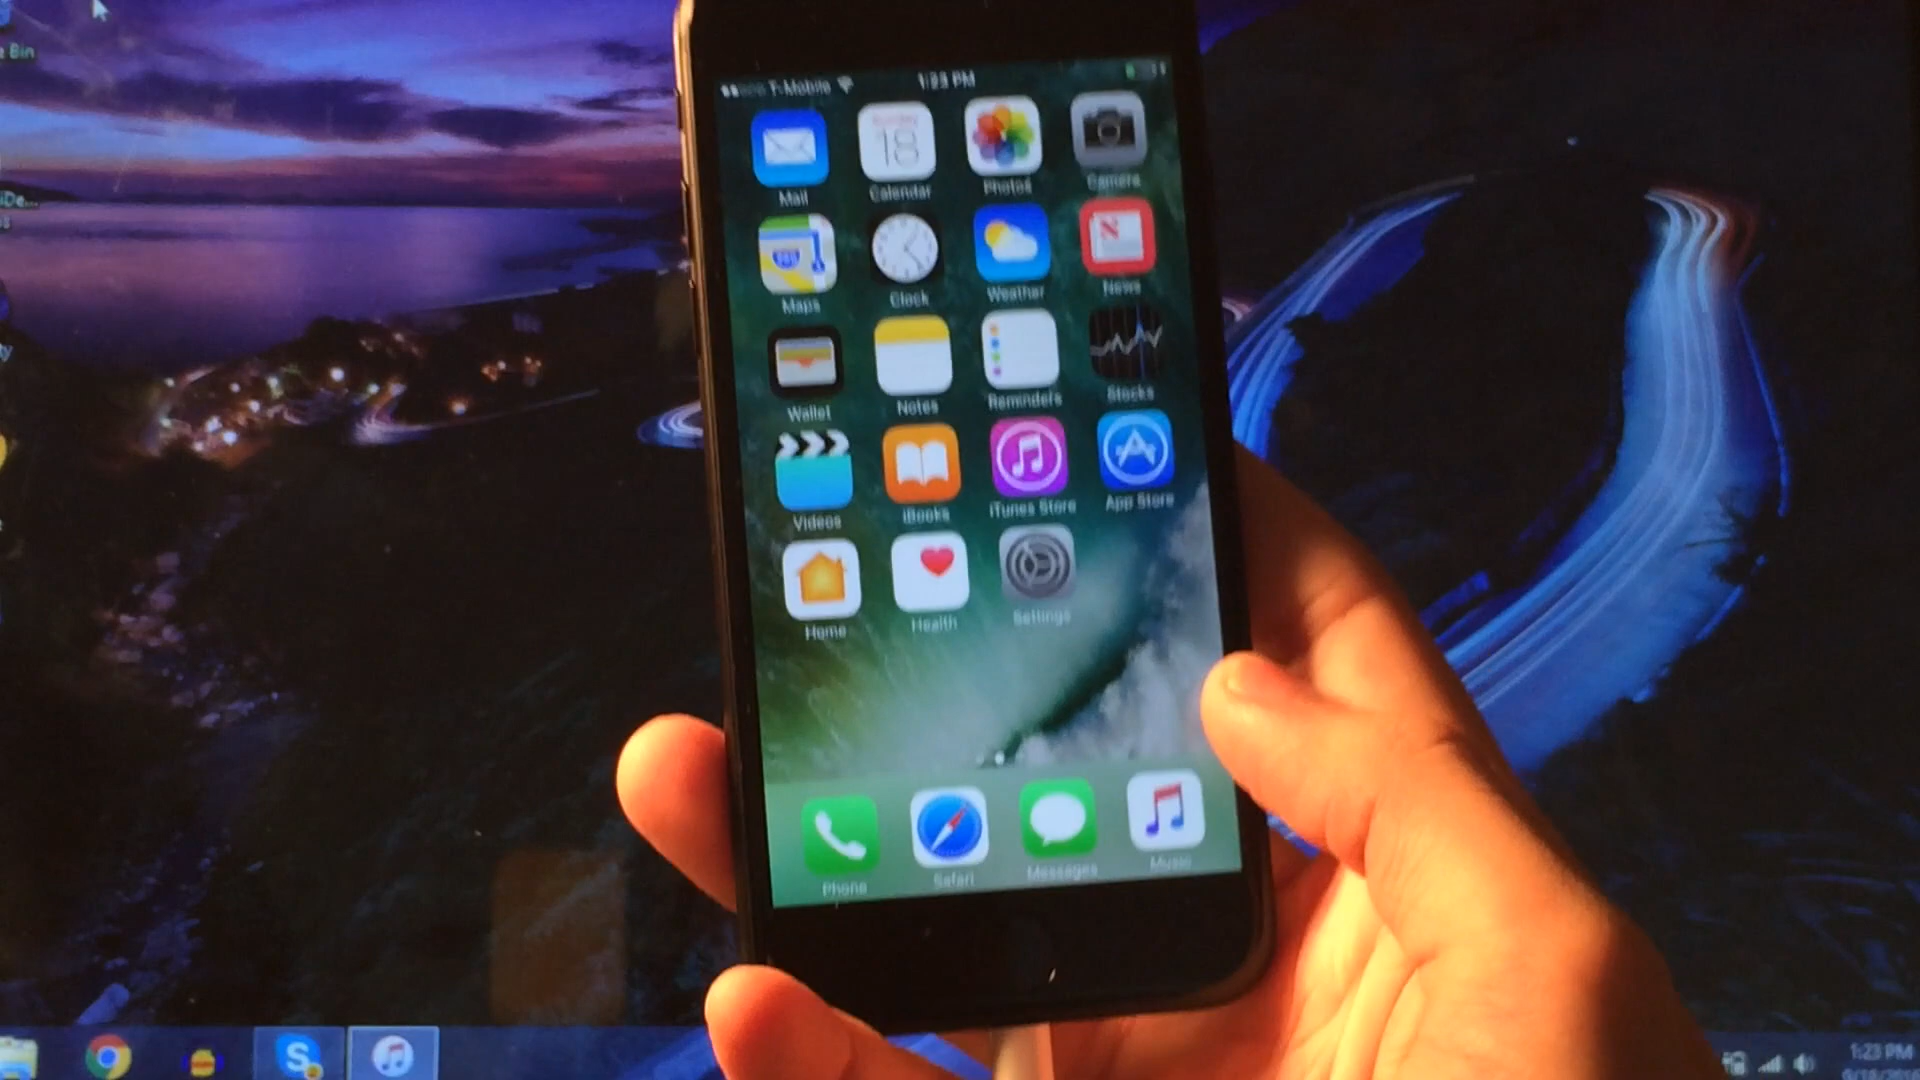 e Bin
T-Mobile 1:23 PM
Sunday
18
Mail Calendar Photos Camera
Maps Clock Weather News
Wallet Notes Reminders Stocks
Videos iBooks iTunes Store App Store
Home Health Settings
Phone Safari Messages Music
S
1:23 PM